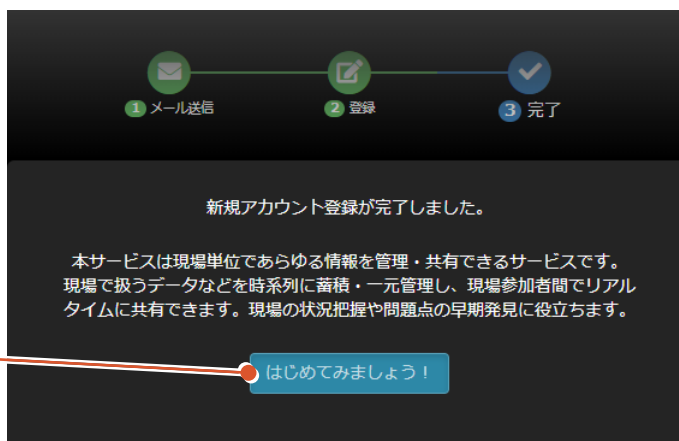 1 メール送信 2 登録 3 完了
新規アカウント登録が完了しました。
本サービスは現場単位であらゆる情報を管理・共有できるサービスです。
現場で扱うデータなどを時系列に蓄積・一元管理し、現場参加者間でリアル
タイムに共有できます。現場の状況把握や問題点の早期発見に役立ちます。
はじめてみましょう！